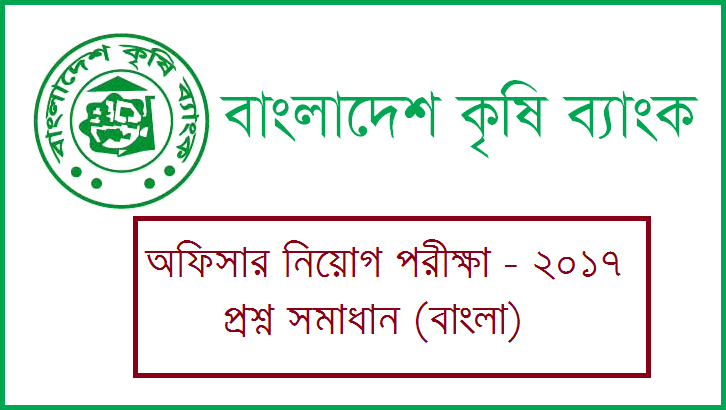 বাংলাদেশ কৃষি ব্যাংক
বাংলাদেশ কৃষি ব্যাংক
অফিসার নিয়োগ পরীক্ষা - ২০১৭
প্রশ্ন সমাধান (বাংলা)